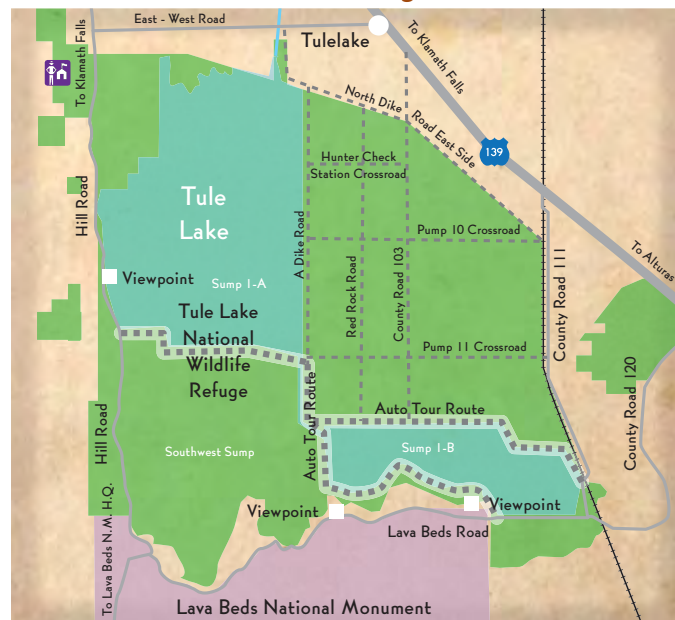 East - West Road
To Klamath Falls
Tulelake
To Klamath Falls
North Dike
Road East Side
139
Hunter Check
Station Crossroad
Tule
Lake
Hill Road
A Dike Road
Pump 10 Crossroad
To Alturas
Viewpoint
Sump 1-A
Red Rock Road
County Road 103
County Road 111
Tule Lake
National
Wildlife
Refuge
Pump 11 Crossroad
County Road 120
Hill Road
Auto Tour Route
Auto Tour Route
Southwest Sump
Sump 1-B
Viewpoint
Viewpoint
Lava Beds Road
To Lava Beds N.M. H.Q.
Lava Beds National Monument